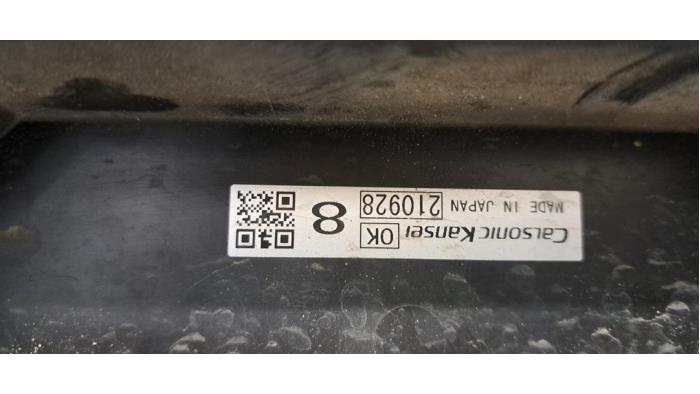 Calsonic Kansei OK
MADE IN JAPAN 210928
8